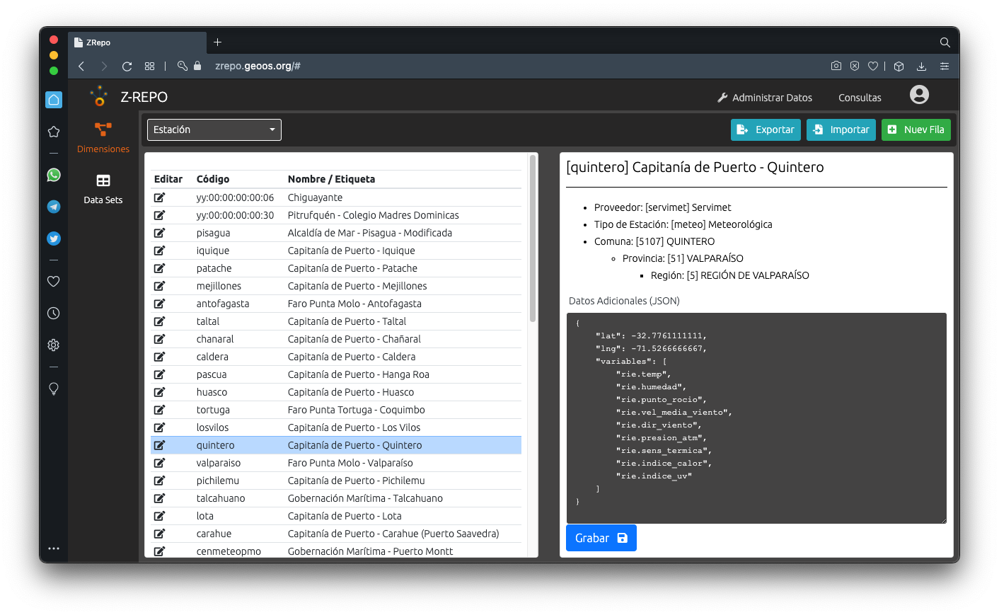 ZRepo
zrepo.geoos.org/#
Z-REPO
Administrar Datos
Consultas
Dimensiones
Data Sets
Estación
Exportar
Importar
Nuev Fila
Editar Código Nombre / Etiqueta
yy:00:00:00:00:06 Chiguayante
yy:00:00:00:00:30 Pitrufquén - Colegio Madres Dominicas
pisagua Alcaldía de Mar - Pisagua - Modificada
iquique Capitanía de Puerto - Iquique
patache Capitanía de Puerto - Patache
mejillones Capitanía de Puerto - Mejillones
antofagasta Faro Punta Molo - Antofagasta
taltal Capitanía de Puerto - Taltal
chanaral Capitanía de Puerto - Chañaral
caldera Capitanía de Puerto - Caldera
pascua Capitanía de Puerto - Hanga Roa
huasco Capitanía de Puerto - Huasco
tortuga Faro Punta Tortuga - Coquimbo
losvilos Capitanía de Puerto - Los Vilos
quintero Capitanía de Puerto - Quintero
valparaiso Faro Punta Molo - Valparaíso
pichilemu Capitanía de Puerto - Pichilemu
talcahuano Gobernación Marítima - Talcahuano
lota Capitanía de Puerto - Lota
carahue Capitanía de Puerto - Carahue (Puerto Saavedra)
cenmeteopmo Gobernación Marítima - Puerto Montt
[quintero] Capitanía de Puerto - Quintero
Proveedor: [servimet] Servimet
Tipo de Estación: [meteo] Meteorológica
Comuna: [5107] QUINTERO
Provincia: [51] VALPARAÍSO
Región: [5] REGIÓN DE VALPARAÍSO
Datos Adicionales (JSON)
{
"lat": -32.7761111111,
"lng": -71.5266666667,
"variables": [
"rie.temp",
"rie.humedad",
"rie.punto_rocio",
"rie.vel_media_viento",
"rie.dir_viento",
"rie.presion_atm",
"rie.sens_termica",
"rie.indice_calor",
"rie.indice_uv"
]
}
Grabar